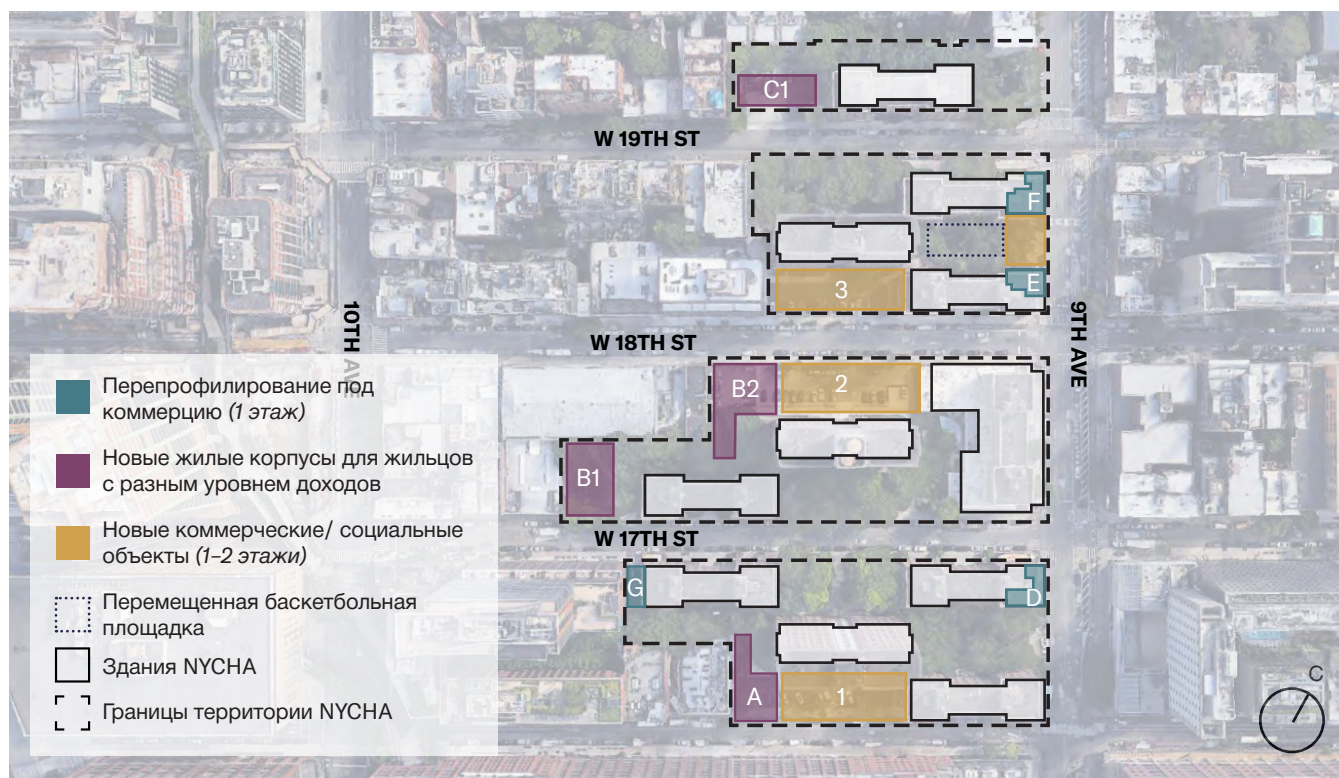 C1
W 19TH ST
F
E
3
10TH AVE
9TH AVE
W 18TH ST
B2
2
B1
W 17TH ST
G
D
A
1
Перепрофилирование под
коммерцию (1 этаж)
Новые жилые корпусы для жильцов
с разным уровнем доходов
Новые коммерческие/ социальные
объекты (1–2 этажи)
Перемещенная баскетбольная
площадка
Здания NYCHA
Границы территории NYCHA
С